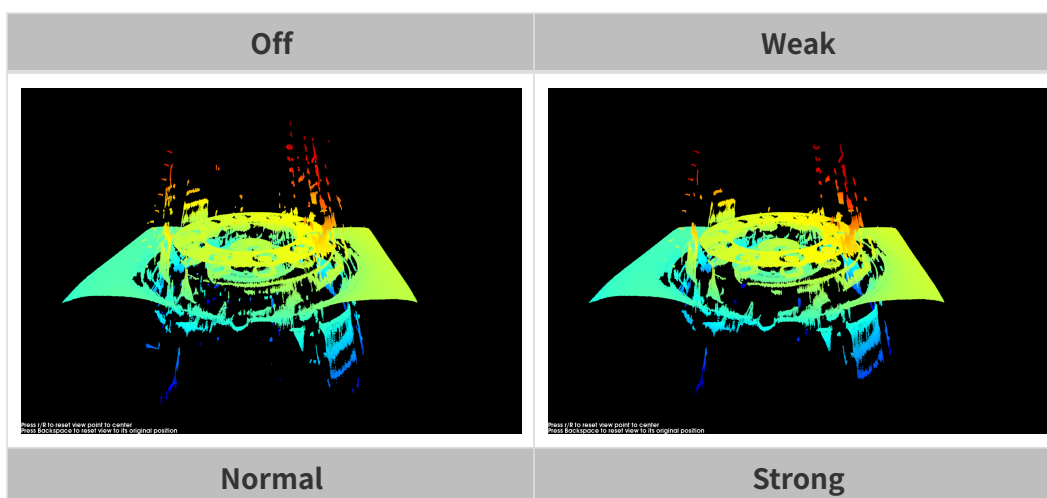 Off
Weak
Press r/R to reset view point to center
Press Backspace to reset view to its original position
Press r/R to reset view point to center
Press Backspace to reset view to its original position
Normal
Strong